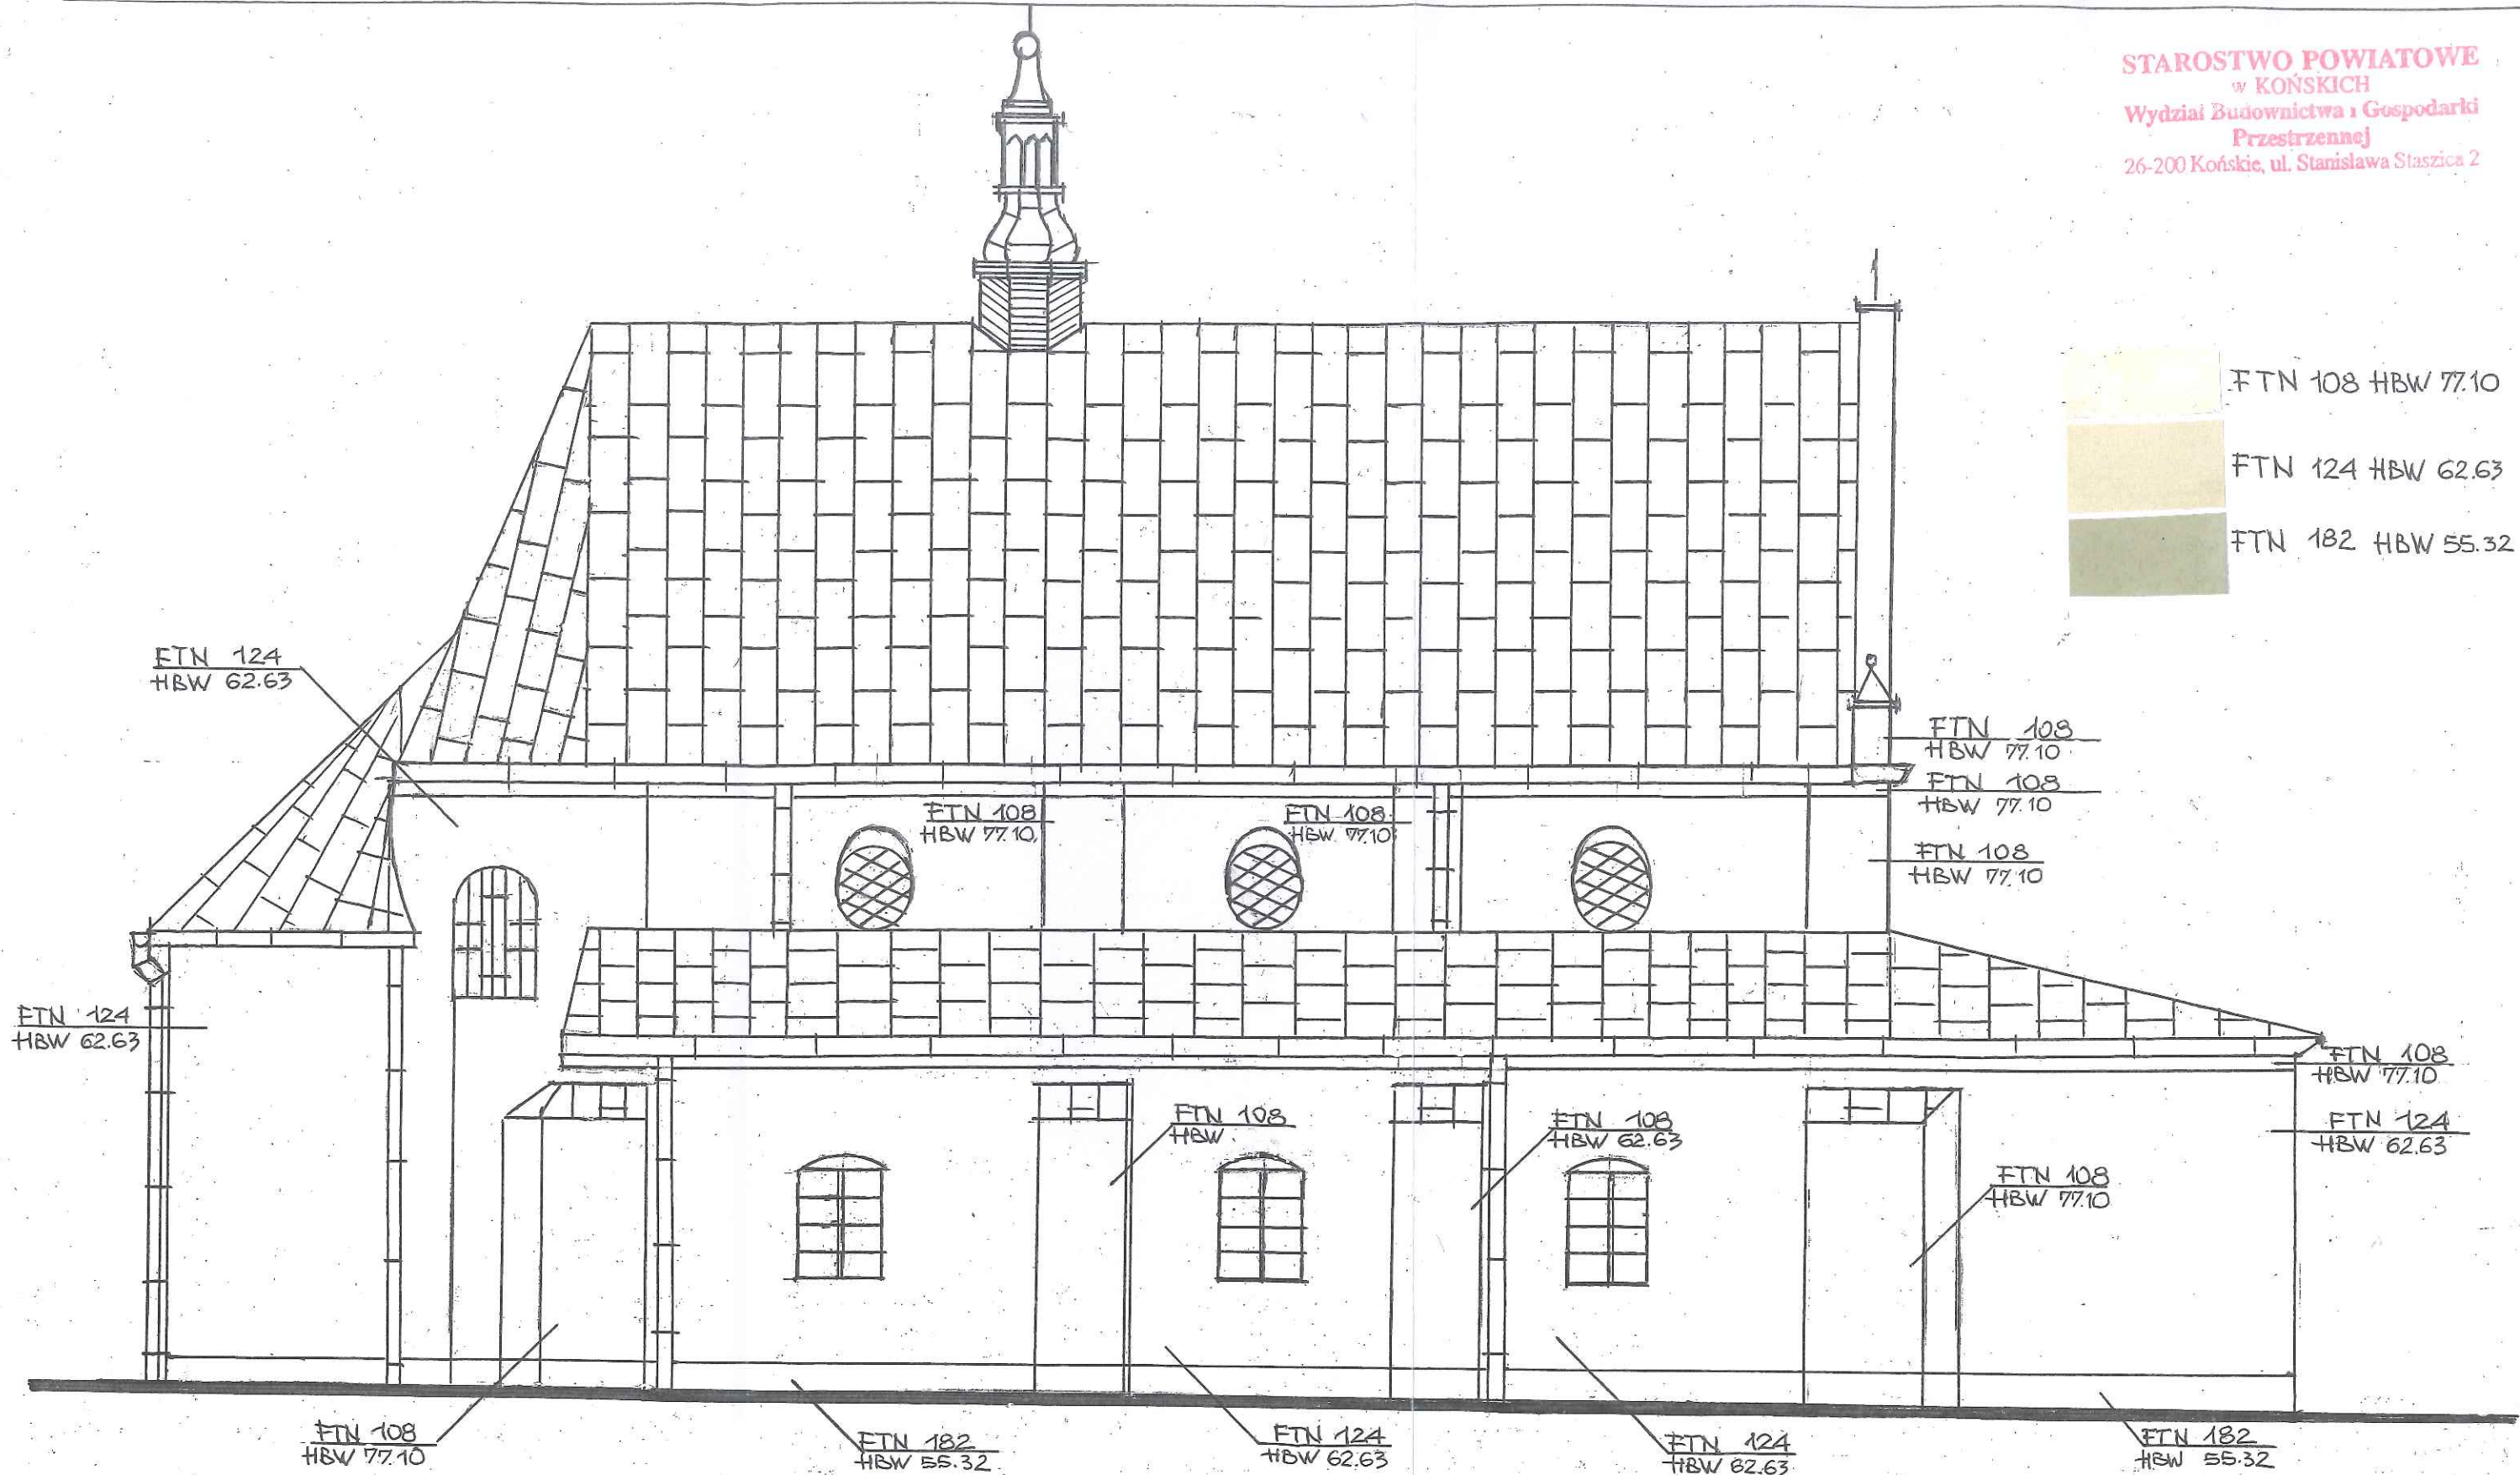 STAROSTWO POWIATOWE
w KOŃSKICH
Wydział Budownictwa i Gospodarki
Przestrzennej
26-200 Końskie, ul. Stanisława Staszica 2
FTN 108 HBW 77.10
FTN 124 HBW 62.63
FTN 182 HBW 55.32
FTN 124
HBW 62.63
FTN 108
HBW 77.10
FTN 108
HBW 77.10
FTN 108
HBW 77.10
FTN 108
HBW 77.10
FTN 108
HBW 77.10
FTN 124
HBW 62.63
FTN 108
HBW 77.10
FTN 108
HBW
FTN 108
HBW 62.63
FTN 124
HBW 62.63
FTN 108
HBW 77.10
FTN 108
HBW 77.10
FTN 182
HBW 55.32
FTN 124
HBW 62.63
FTN 124
HBW 62.63
FTN 182
HBW 55.32